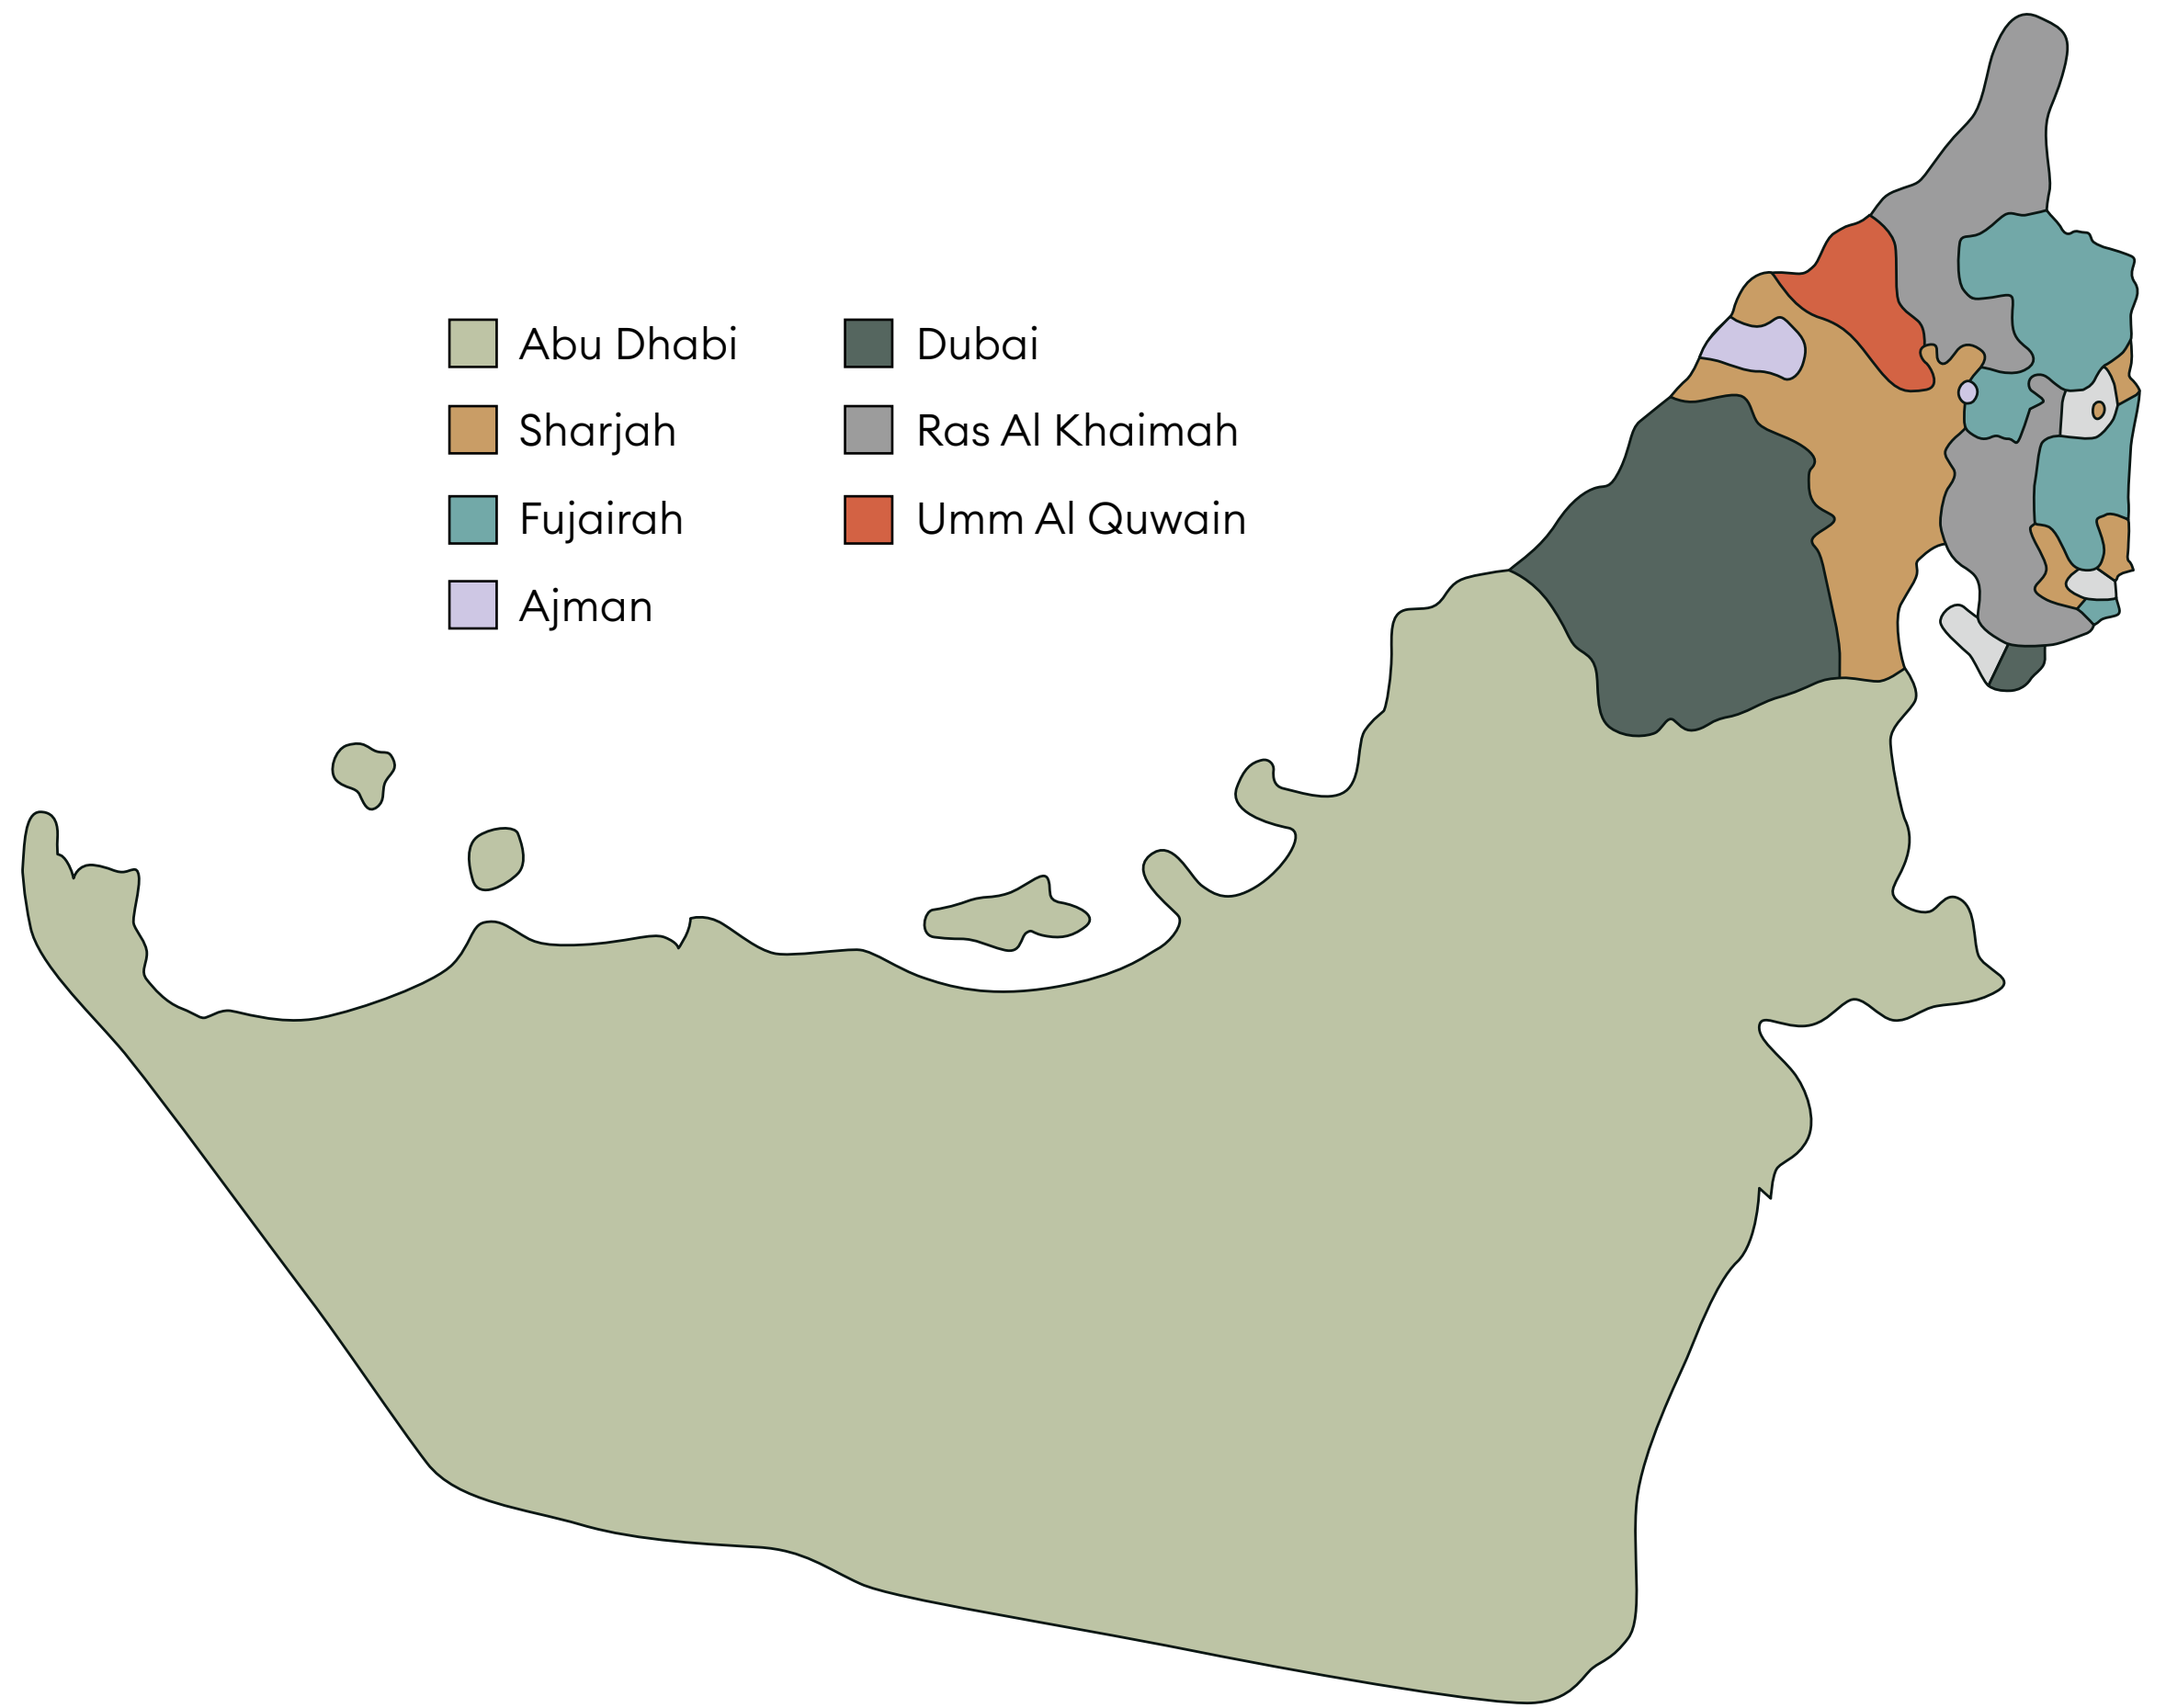 Abu Dhabi
Dubai
Sharjah
Ras Al Khaimah
Fujairah
Umm Al Quwain
Ajman